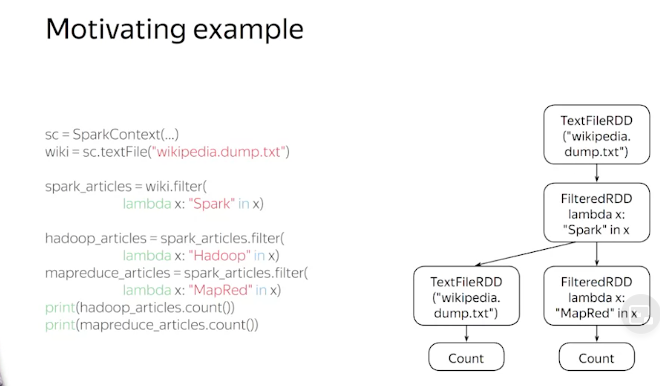 Motivating example
sc = SparkContext(...)
wiki = sc.textFile("wikipedia.dump.txt")
spark_articles = wiki.filter(
lambda x: "Spark" in x)
hadoop_articles = spark_articles.filter(
lambda x: "Hadoop" in x)
mapreduce_articles = spark_articles.filter(
lambda x: "MapRed" in x)
print(hadoop_articles.count())
print(mapreduce_articles.count())
TextFileRDD
("wikipedia.
dump.txt")
FilteredRDD
lambda x:
"Spark" in x
TextFileRDD
("wikipedia.
dump.txt")
FilteredRDD
lambda x:
"MapRed" in x
Count
Count